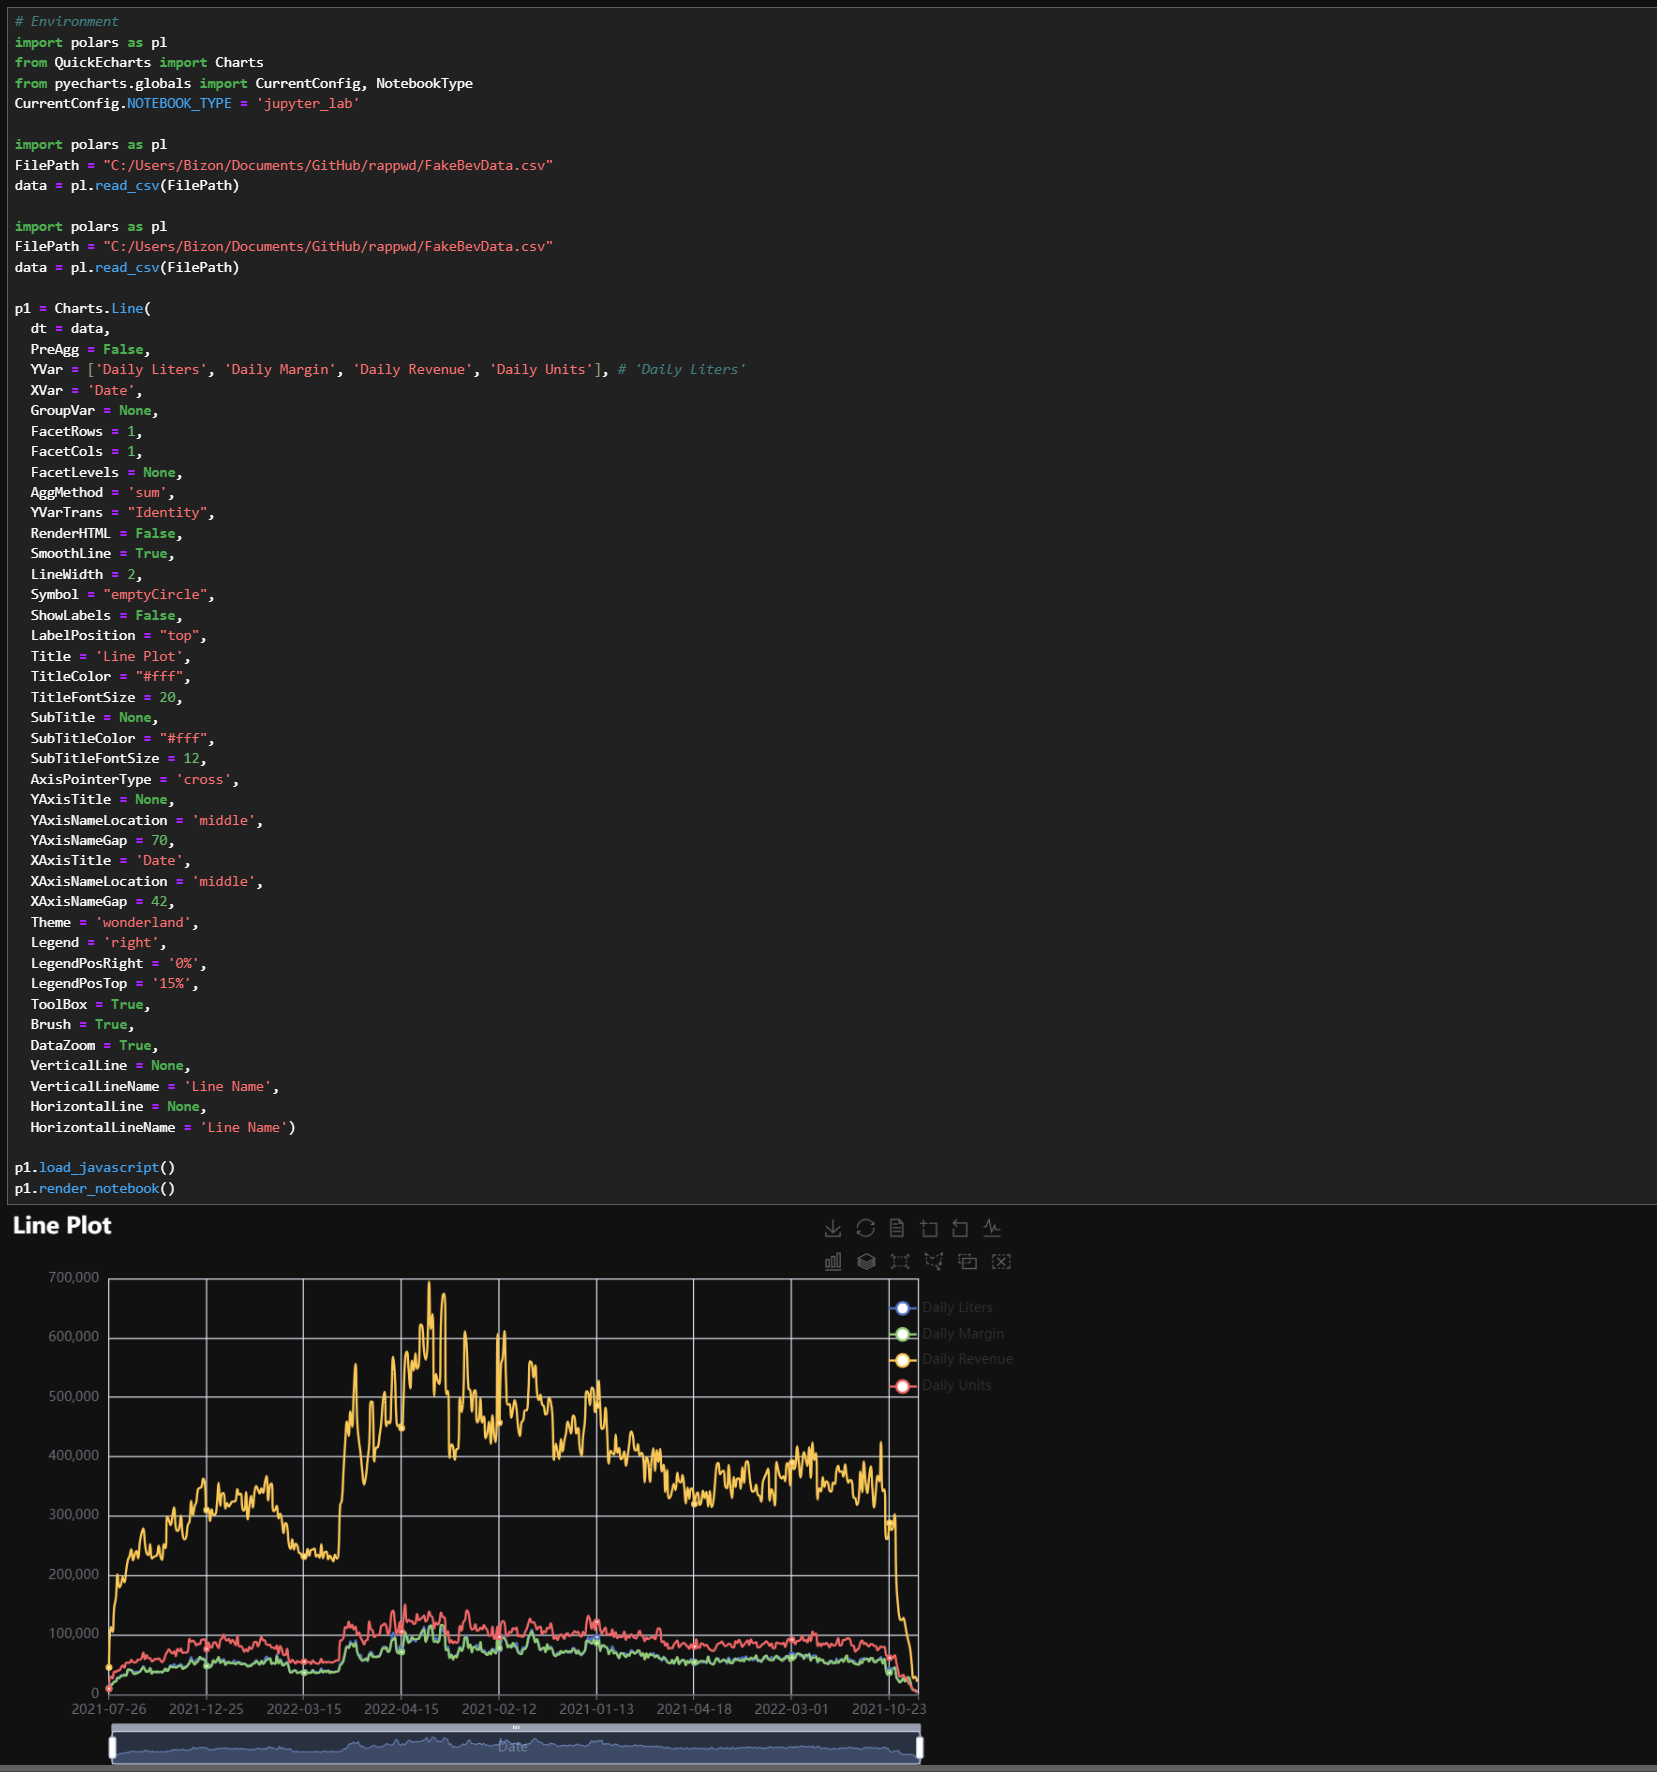 # Environment
import polars as pl
from QuickEcharts import Charts
from pyecharts.globals import CurrentConfig, NotebookType
CurrentConfig.NOTEBOOK_TYPE = 'jupyter_lab'
import polars as pl
FilePath = "C:/Users/Bizon/Documents/GitHub/rappwd/FakeBevData.csv"
data = pl.read_csv(FilePath)
import polars as pl
FilePath = "C:/Users/Bizon/Documents/GitHub/rappwd/FakeBevData.csv"
data = pl.read_csv(FilePath)
p1 = Charts.Line(
dt = data,
PreAgg = False,
YVar = ['Daily Liters', 'Daily Margin', 'Daily Revenue', 'Daily Units'], # 'Daily Liters'
XVar = 'Date',
GroupVar = None,
FacetRows = 1,
FacetCols = 1,
FacetLevels = None,
AggMethod = 'sum',
YVarTrans = "Identity",
RenderHTML = False,
SmoothLine = True,
LineWidth = 2,
Symbol = "emptyCircle",
ShowLabels = False,
LabelPosition = "top",
Title = 'Line Plot',
TitleColor = "#fff",
TitleFontSize = 20,
SubTitle = None,
SubTitleColor = "#fff",
SubTitleFontSize = 12,
AxisPointerType = 'cross',
YAxisTitle = None,
YAxisNameLocation = 'middle',
YAxisNameGap = 70,
XAxisTitle = 'Date',
XAxisNameLocation = 'middle',
XAxisNameGap = 42,
Theme = 'wonderland',
Legend = 'right',
LegendPosRight = '0%',
LegendPosTop = '15%',
ToolBox = True,
Brush = True,
DataZoom = True,
VerticalLine = None,
VerticalLineName = 'Line Name',
HorizontalLine = None,
HorizontalLineName = 'Line Name')
p1.load_javascript()
p1.render_notebook()
Line Plot
700,000
600,000
500,000
400,000
300,000
200,000
100,000
0
Daily Liters
Daily Margin
Daily Revenue
Daily Units
2021-07-26 2021-12-25 2022-03-15 2022-04-15 2021-02-12 2021-01-13 2021-04-18 2022-03-01 2021-10-23
Date